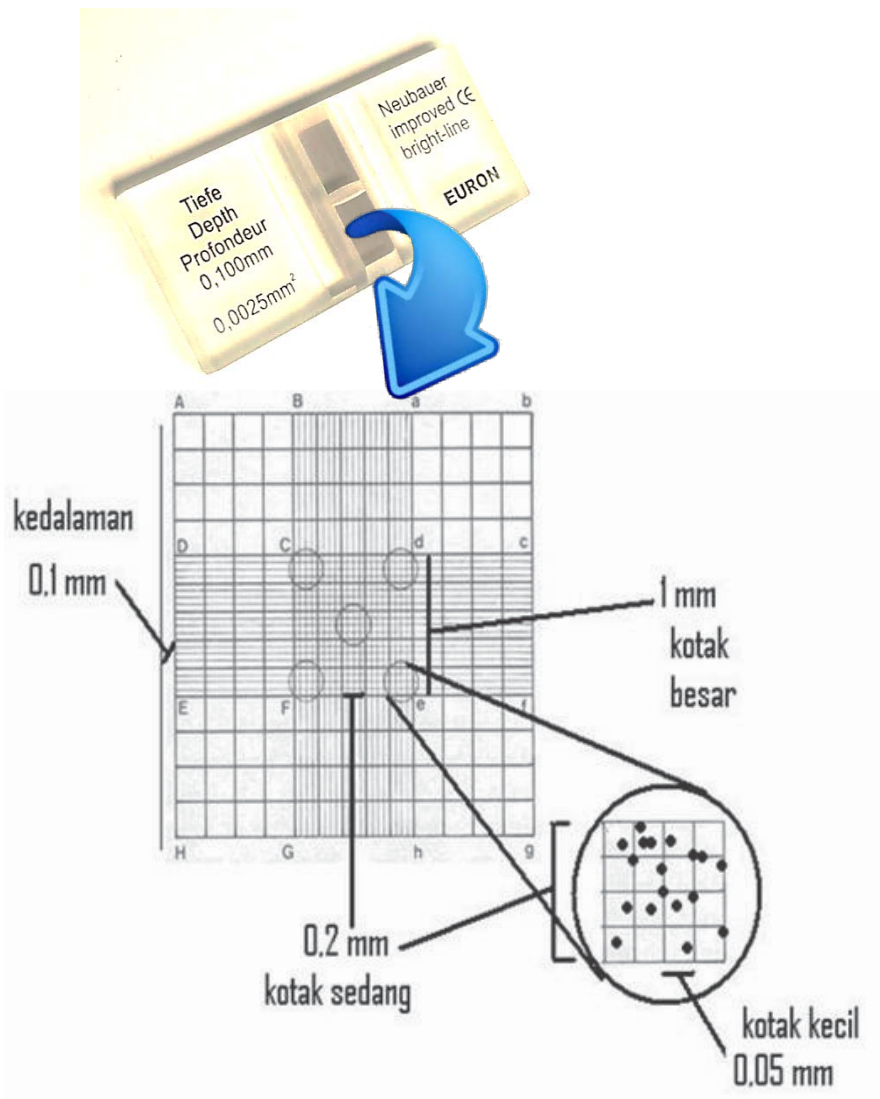 Tiefe
Depth
Profondeur
0,100mm
0,0025mm²
Neubauer
improved CE
bright-line
EURON
A B a b
kedalaman
0.1 mm
D C d c
1 mm
kotak
besar
E F e f
H G h g
0.2 mm
kotak sedang
kotak kecil
0.05 mm